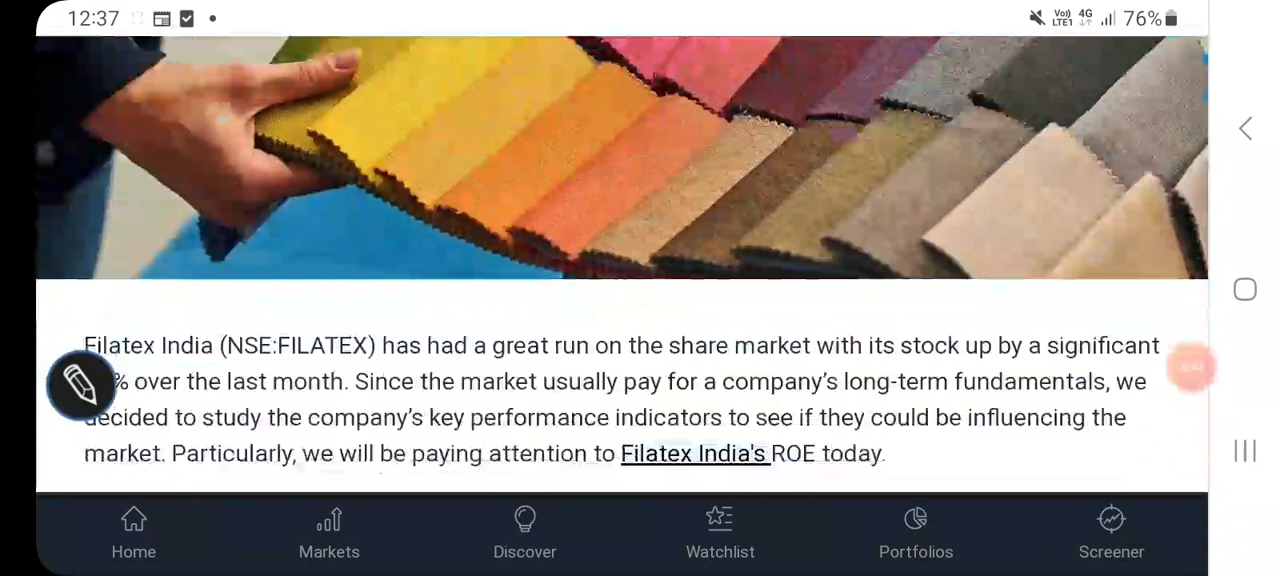 12:37
Vo)) LTE1 4G 76%
Filatex India (NSE:FILATEX) has had a great run on the share market with its stock up by a significant
% over the last month. Since the market usually pay for a company's long-term fundamentals, we
decided to study the company's key performance indicators to see if they could be influencing the
market. Particularly, we will be paying attention to Filatex India's ROE today.
Home Markets Discover Watchlist Portfolios Screener